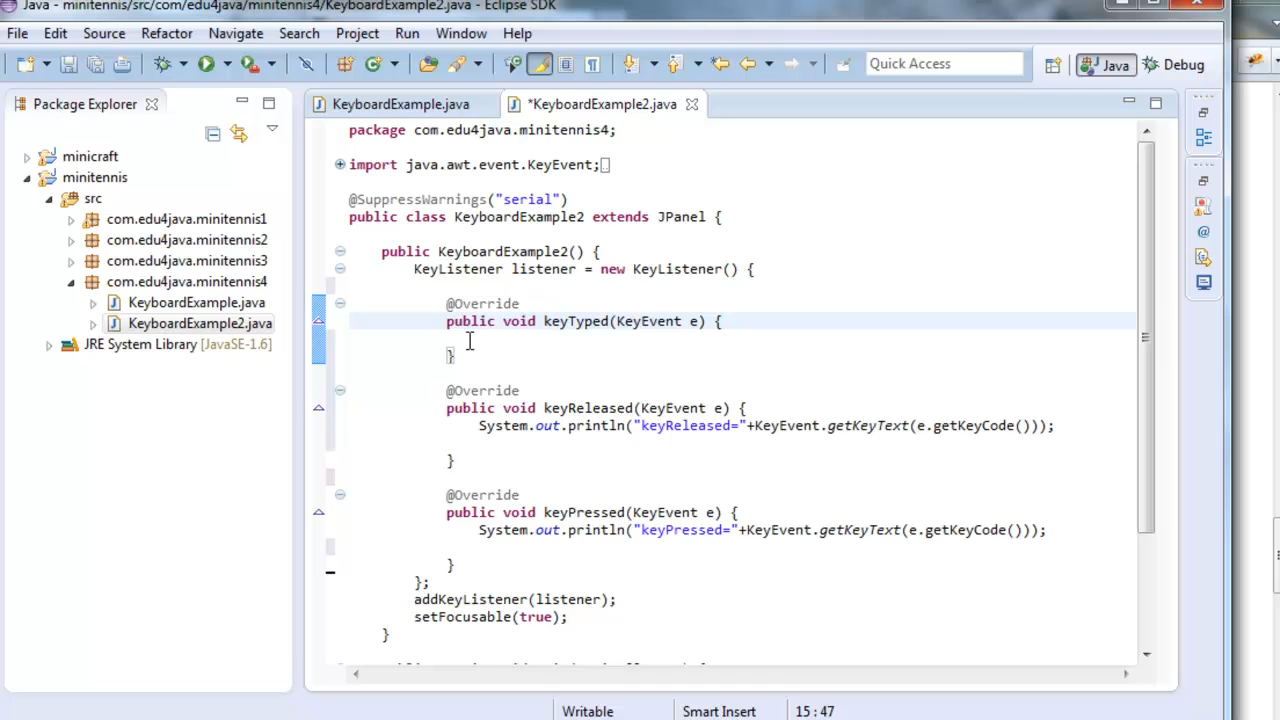 Java - minitennis/src/com/edu4java/minitennis4/KeyboardExample2.java - Eclipse SDK
File Edit Source Refactor Navigate Search Project Run Window Help
Quick Access
Java
Debug
Package Explorer
KeyboardExample.java
*KeyboardExample2.java
minicraft
minitennis
src
com.edu4java.minitennis1
com.edu4java.minitennis2
com.edu4java.minitennis3
com.edu4java.minitennis4
KeyboardExample.java
KeyboardExample2.java
JRE System Library [JavaSE-1.6]
package com.edu4java.minitennis4;
import java.awt.event.KeyEvent;
@SuppressWarnings("serial")
public class KeyboardExample2 extends JPanel {
public KeyboardExample2() {
KeyListener listener = new KeyListener() {
@Override
public void keyTyped(KeyEvent e) {
}
@Override
public void keyReleased(KeyEvent e) {
System.out.println("keyReleased="+KeyEvent.getKeyText(e.getKeyCode()));
}
@Override
public void keyPressed(KeyEvent e) {
System.out.println("keyPressed="+KeyEvent.getKeyText(e.getKeyCode()));
}
};
addKeyListener(listener);
setFocusable(true);
}
Writable Smart Insert 15 : 47